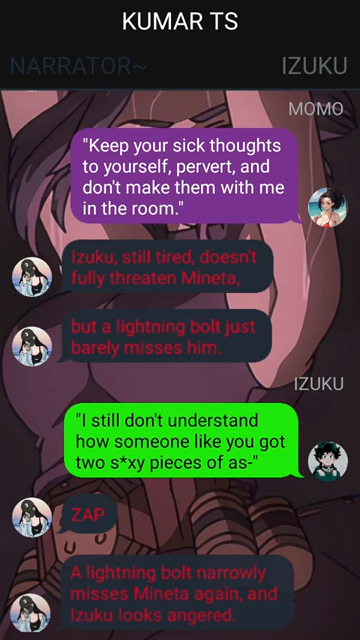 KUMAR TS
NARRATOR~
IZUKU
MOMO
"Keep your sick thoughts
to yourself, pervert, and
don't make them with me
in the room."
Izuku, still tired, doesn't
fully threaten Mineta,
but a lightning bolt just
barely misses him.
IZUKU
"I still don't understand
how someone like you got
two s*xy pieces of as-"
ZAP
A lightning bolt narrowly
misses Mineta again, and
Izuku looks angered.